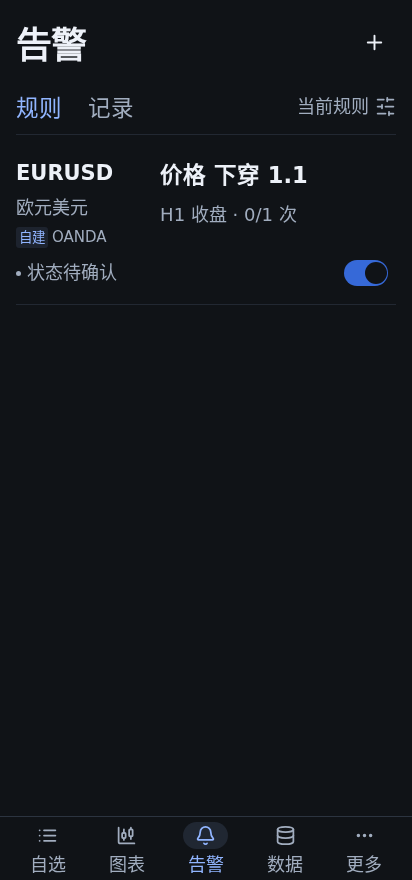 告警
规则 记录 当前规则
EURUSD 价格 下穿 1.1
欧元美元 H1 收盘 · 0/1 次
自建 OANDA
• 状态待确认
自选 图表 告警 数据 更多